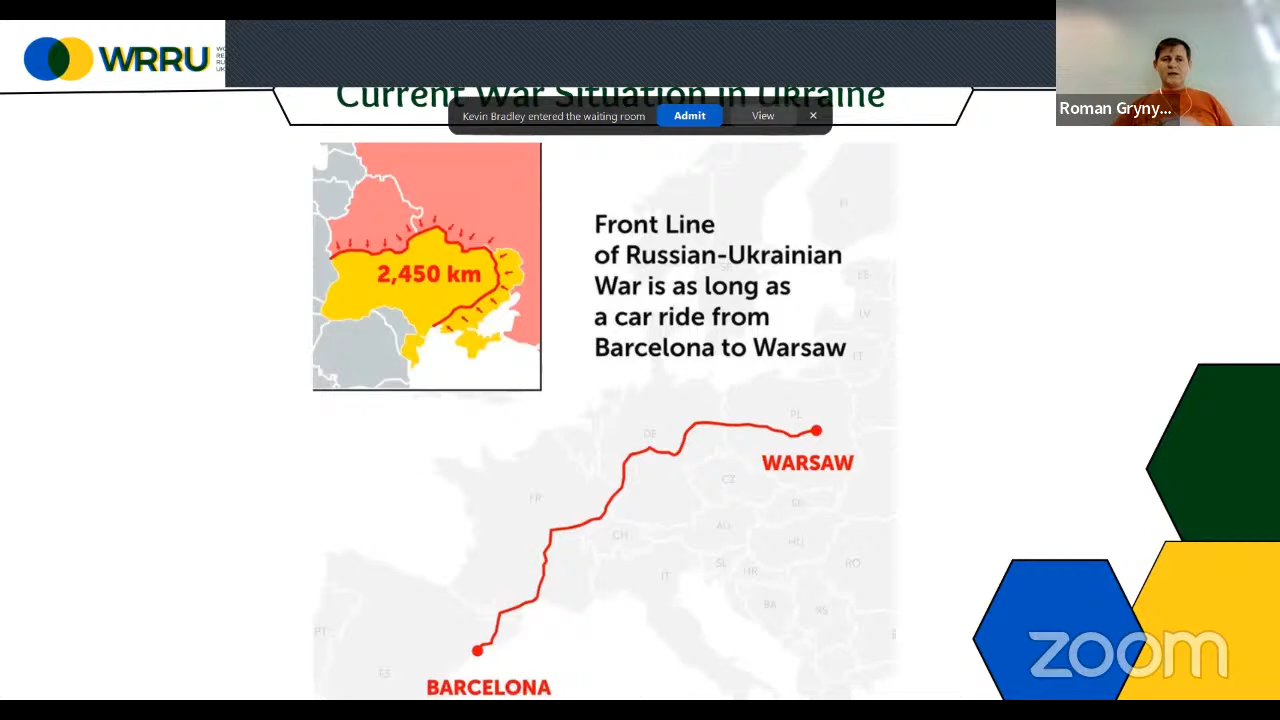 WRRU
Current War Situation in Ukraine
Kevin Bradley entered the waiting room
Admit
View
×
Roman Gryny...
2,450 km
Front Line
of Russian-Ukrainian
War is as long as
a car ride from
Barcelona to Warsaw
FI
SE
EE
LV
LT
PL
DE
WARSAW
CZ
FR
CH
AU
HU
IT
SL
HR
RO
BA
RS
PT
ES
BARCELONA
zoom